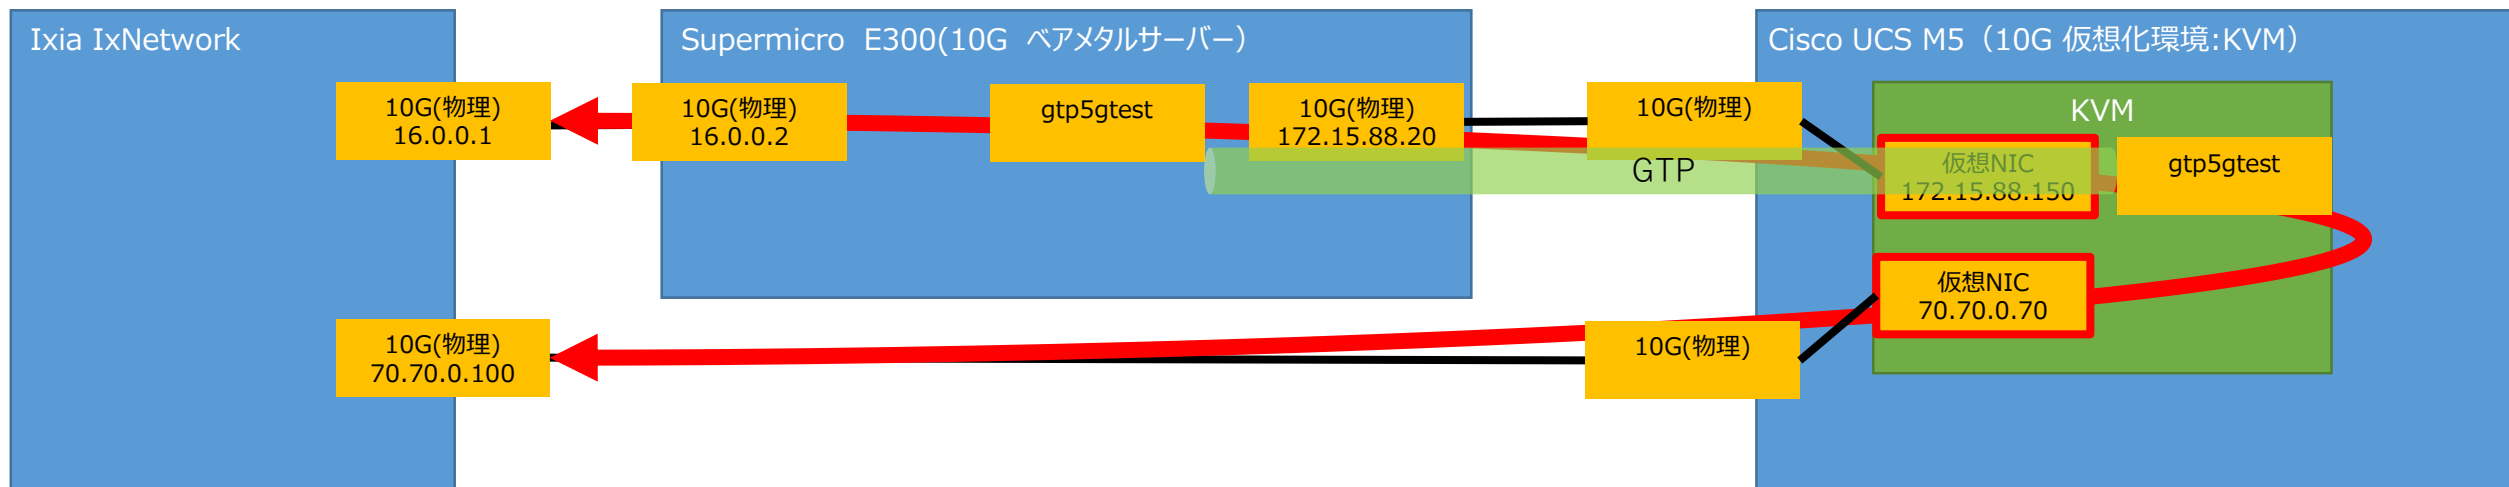 Ixia IxNetwork
10G(物理)
16.0.0.1
10G(物理)
70.70.0.100
Supermicro E300(10G ベアメタルサーバー)
10G(物理)
16.0.0.2
gtp5gtest
10G(物理)
172.15.88.20
10G(物理)
GTP
10G(物理)
Cisco UCS M5（10G 仮想化環境:KVM）
KVM
仮想NIC
172.15.88.150
gtp5gtest
仮想NIC
70.70.0.70